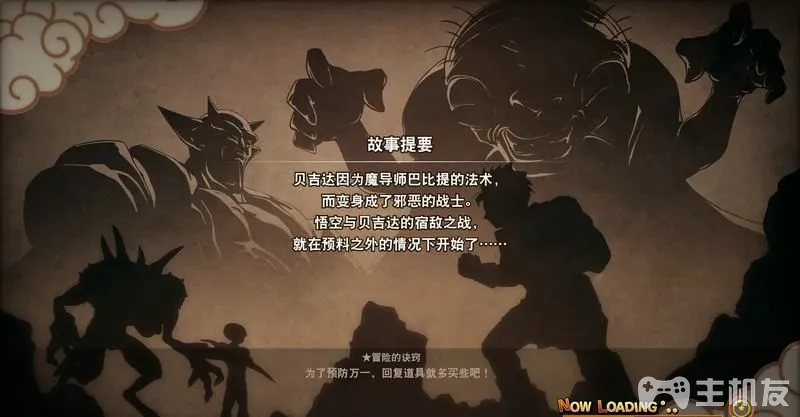 故事提要
贝吉达因为魔导师巴比提的法术，
而变身成了邪恶的战士。
悟空与贝吉达的宿敌之战，
就在预料之外的情况下开始了……
★冒险的诀窍
为了预防万一，回复道具就多买些吧！
NOW LOADING...
主机友